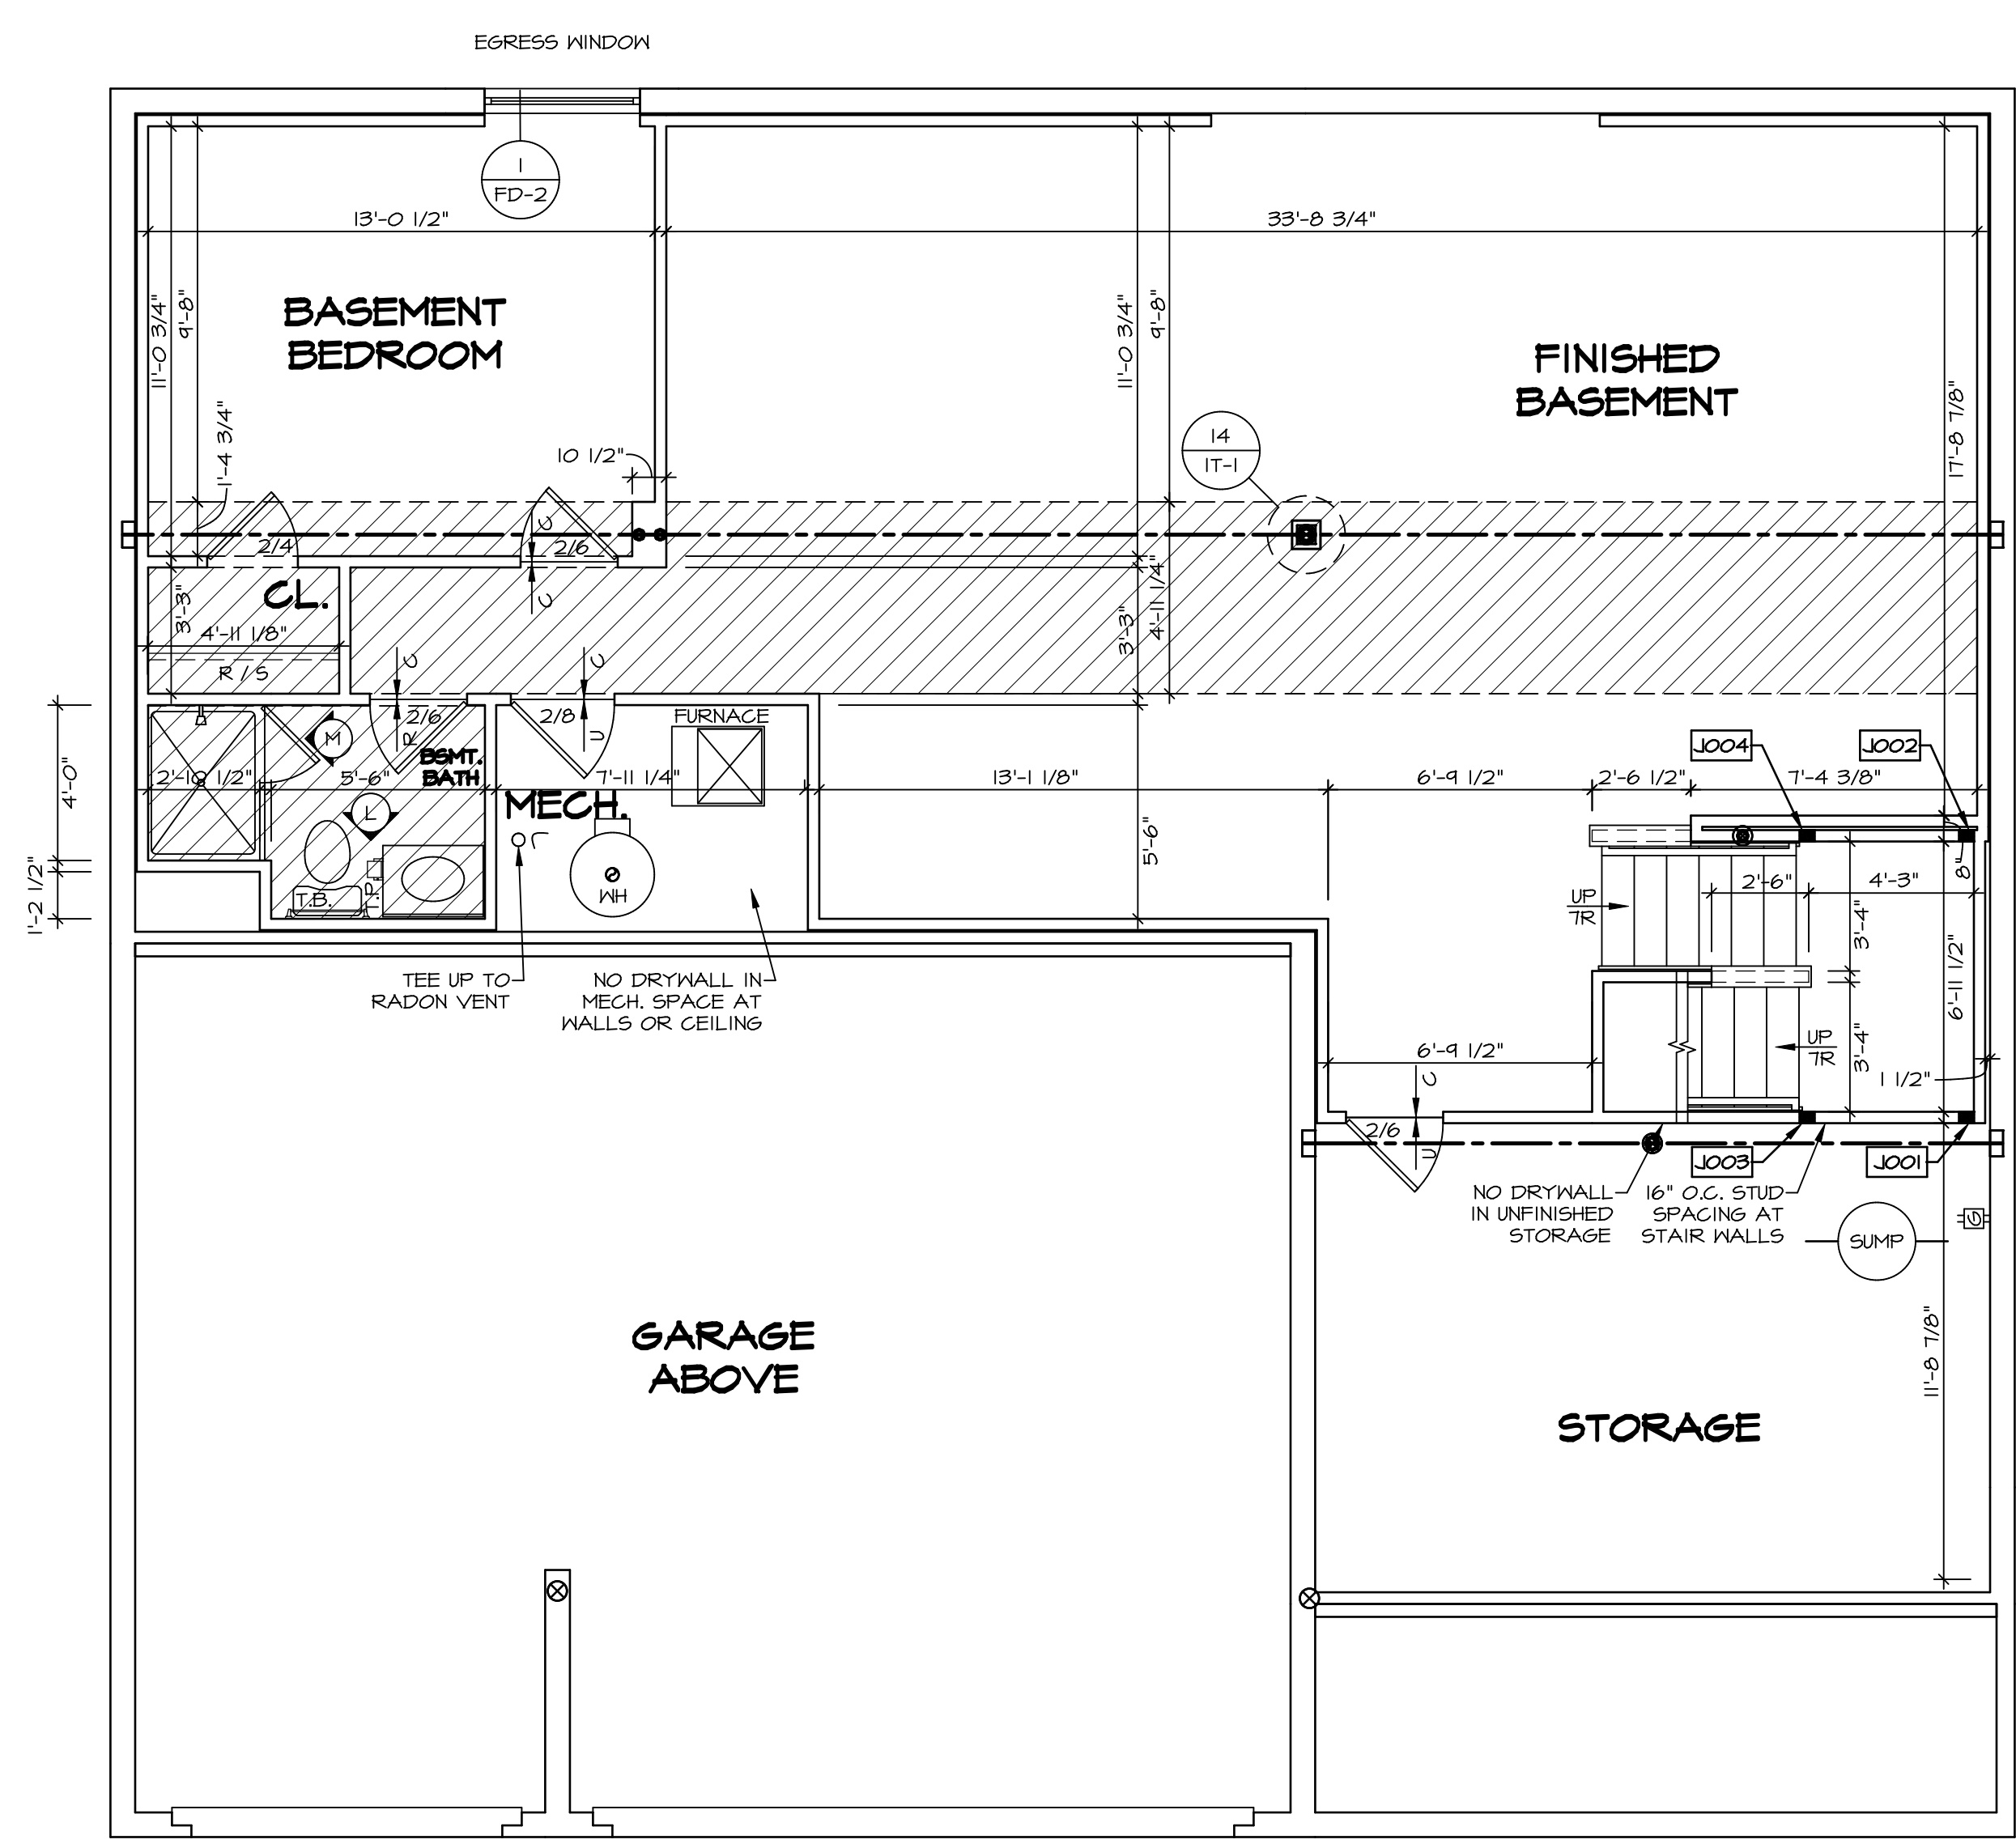 EGRESS WINDOW
1
FD-2
13'-0 1/2"
33'-8 3/4"
11'-0 3/4"
9'-8"
BASEMENT
BEDROOM
11'-0 3/4"
9'-8"
FINISHED
BASEMENT
17'-8 7/8"
1'-4 3/4"
10 1/2"
14
IT-1
2/4
C
2/6
C
CL.
3'-3"
4'-11 1/8"
R / S
3'-3"
4'-11 1/4"
C
C
2/6
R
2/8
U
FURNACE
M
BSMT.
BATH
J004
J002
4'-0"
2'-10 1/2"
5'-6"
7'-11 1/4"
13'-1 1/8"
6'-9 1/2"
2'-6 1/2"
7'-4 3/8"
MECH.
L
5'-6"
1'-2 1/2"
T.B.
T.P.
WH
8"
2'-6"
4'-3"
UP
7R
3'-4"
6'-11 1/2"
TEE UP TO
RADON VENT
NO DRYWALL IN
MECH. SPACE AT
WALLS OR CEILING
6'-9 1/2"
UP
7R
3'-4"
1 1/2"
C
2/6
U
J003
J001
NO DRYWALL
IN UNFINISHED
STORAGE
16" O.C. STUD
SPACING AT
STAIR WALLS
SUMP
G
GARAGE
ABOVE
11'-8 7/8"
STORAGE